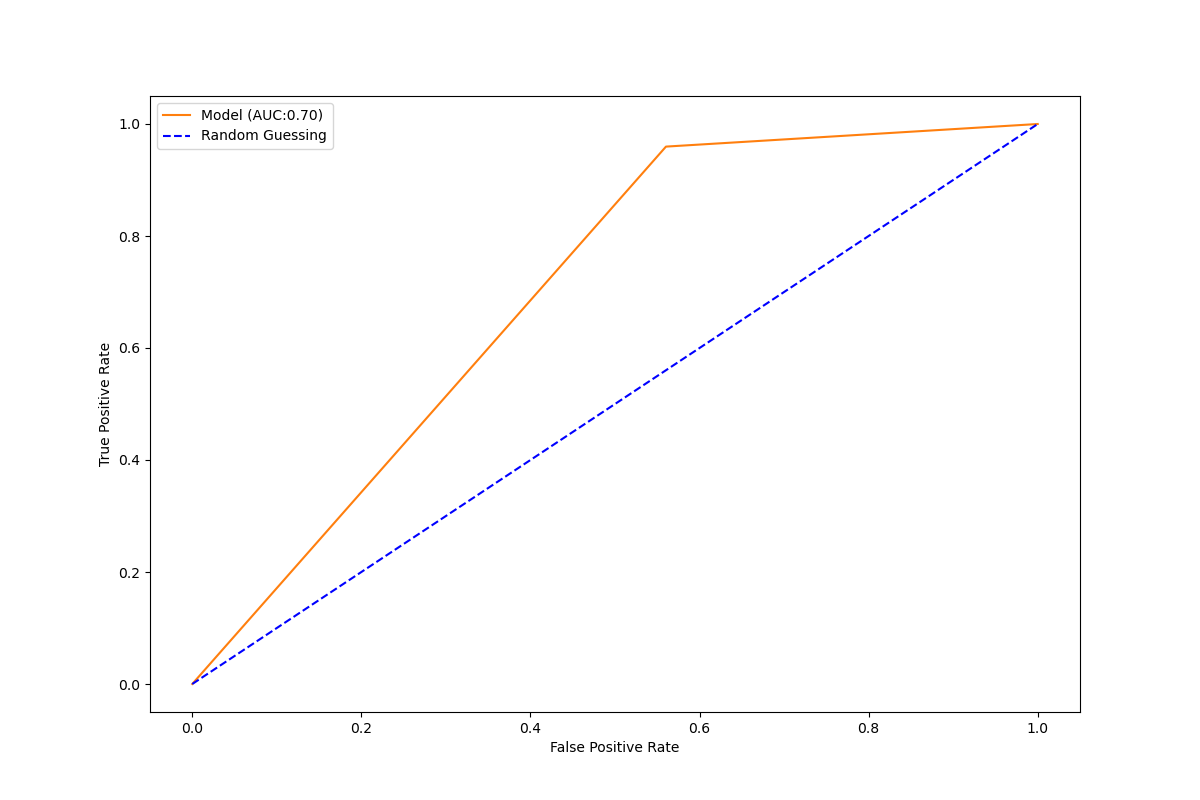 Model (AUC:0.70)
Random Guessing
1.0
0.8
0.6
0.4
0.2
0.0
True Positive Rate
0.0 0.2 0.4 0.6 0.8 1.0
False Positive Rate